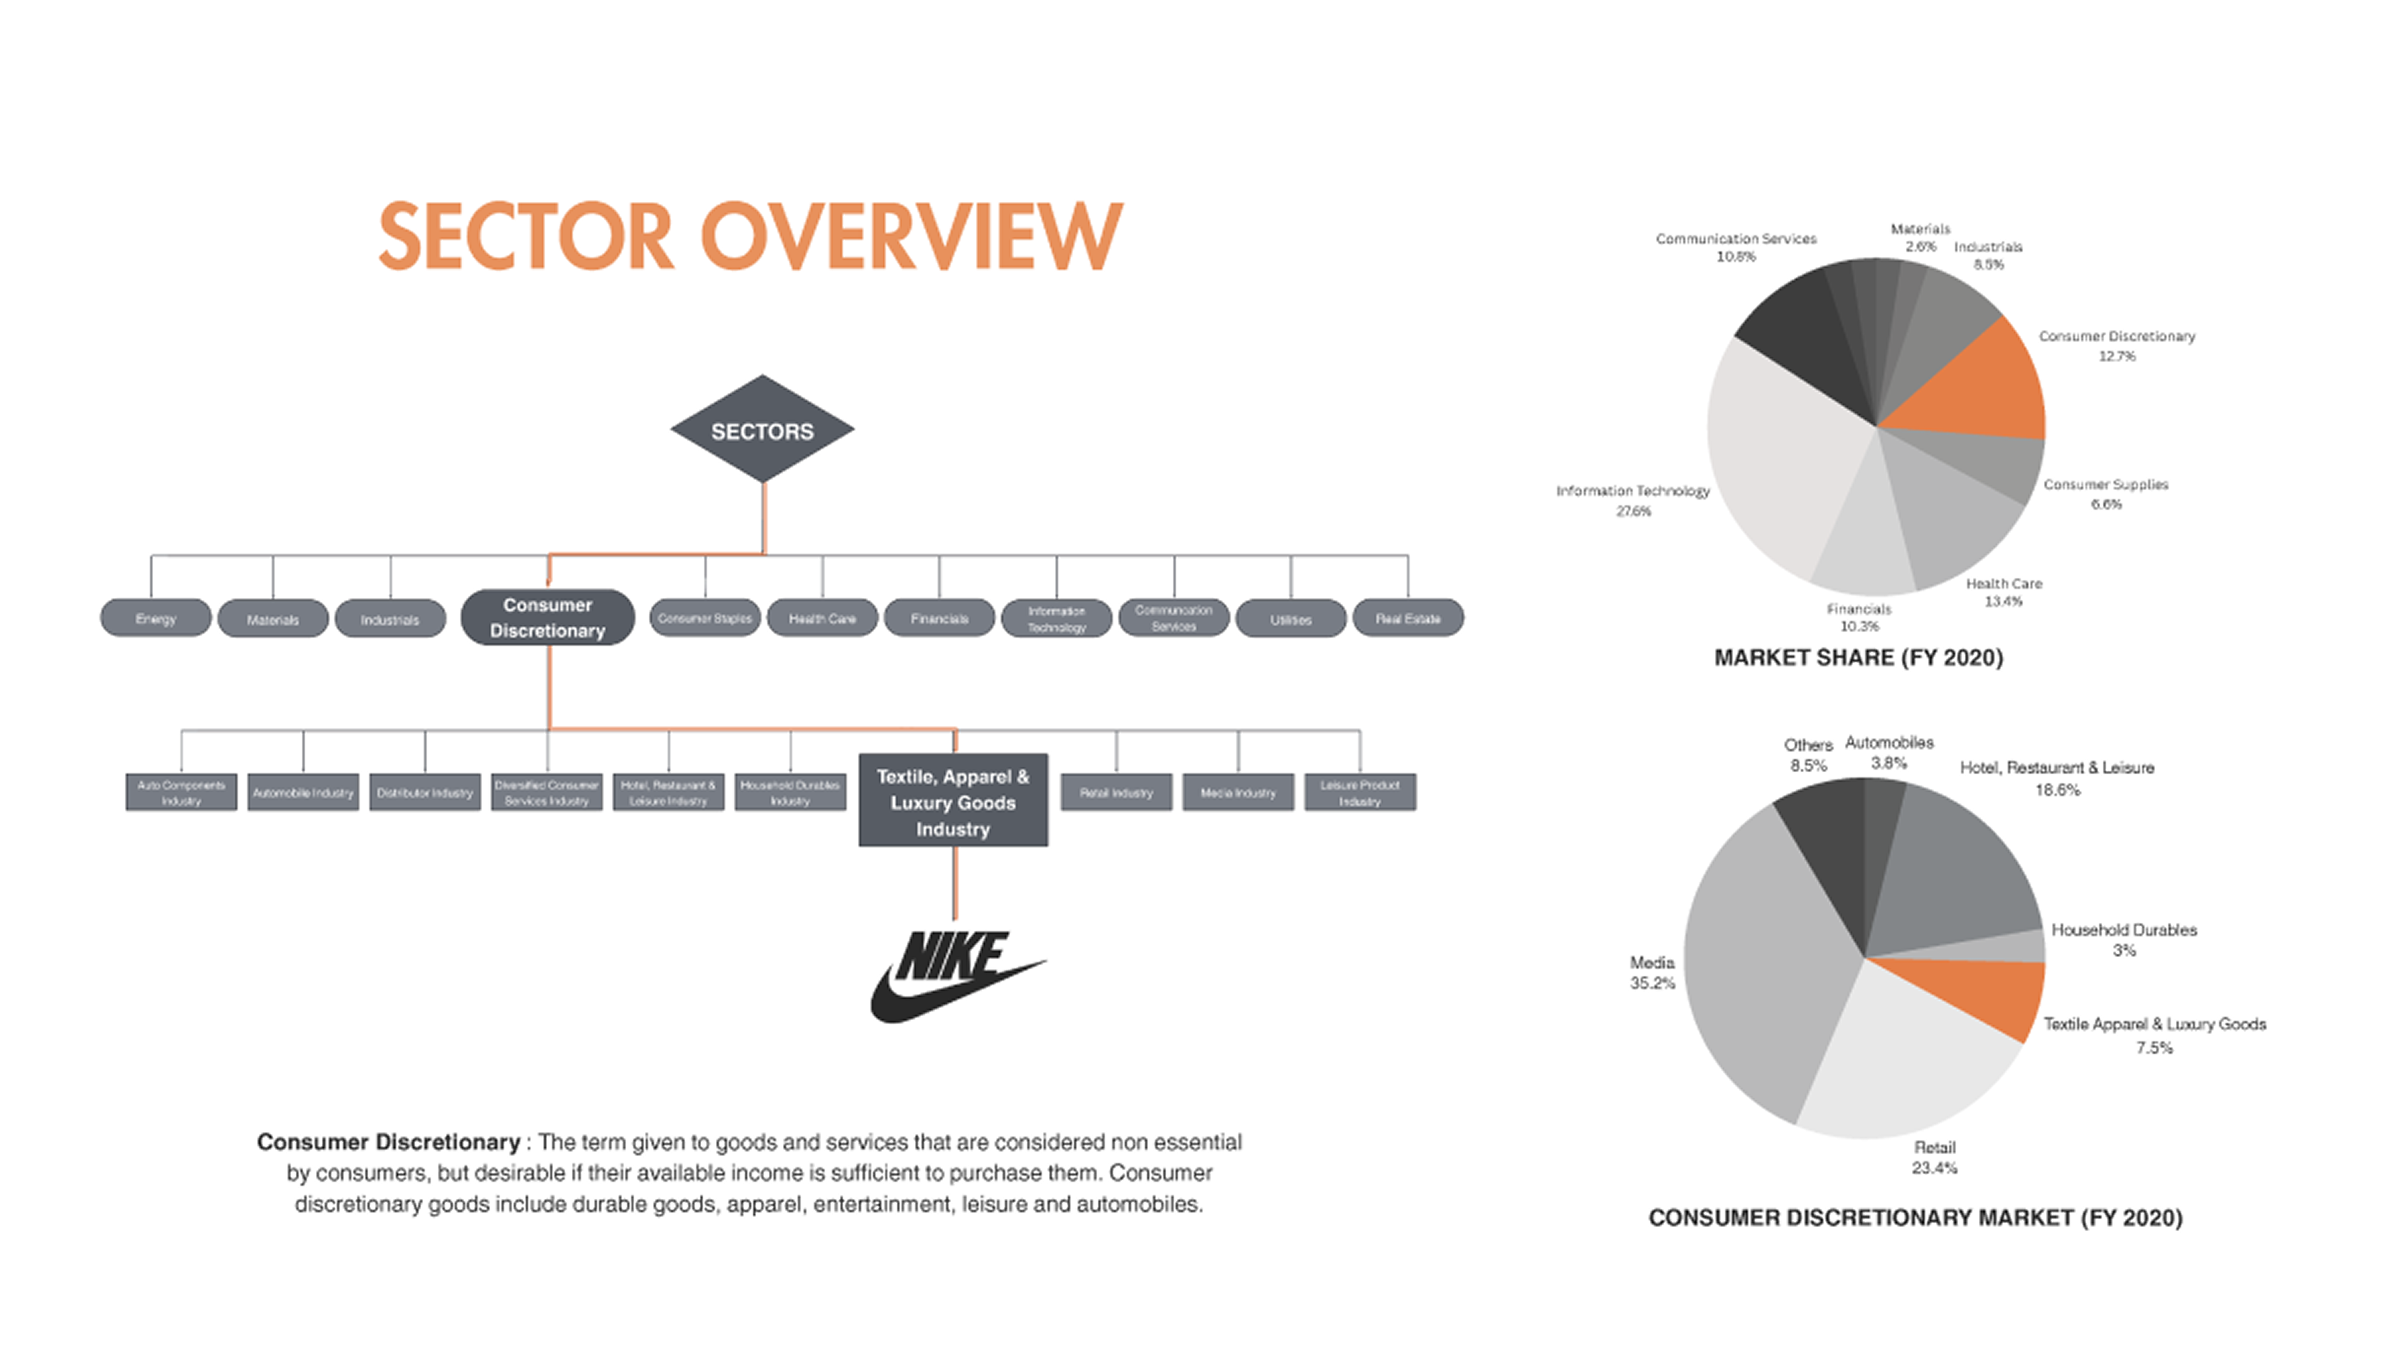 SECTOR OVERVIEW
SECTORS
Energy
Materials
Industrials
Consumer
Discretionary
Consumer Staples
Health Care
Financials
Information
Technology
Communcation
Services
Utilities
Real Estate
Auto Components
Industry
Automobile Industry
Distributor Industry
Diversified Consumer
Services Industry
Hotel, Restaurant &
Leisure Industry
Household Durables
Industry
Textile, Apparel &
Luxury Goods
Industry
Retail Industry
Media Industry
Leisure Product
Industry
NIKE
Consumer Discretionary : The term given to goods and services that are considered non essential
by consumers, but desirable if their available income is sufficient to purchase them. Consumer
discretionary goods include durable goods, apparel, entertainment, leisure and automobiles.
Communication Services
10.8%
Materials
2.6%
Industrials
8.5%
Consumer Discretionary
12.7%
Consumer Supplies
6.6%
Health Care
13.4%
Financials
10.3%
Information Technology
27.6%
MARKET SHARE (FY 2020)
Others
8.5%
Automobiles
3.8%
Hotel, Restaurant & Leisure
18.6%
Household Durables
3%
Textile Apparel & Luxury Goods
7.5%
Retail
23.4%
Media
35.2%
CONSUMER DISCRETIONARY MARKET (FY 2020)